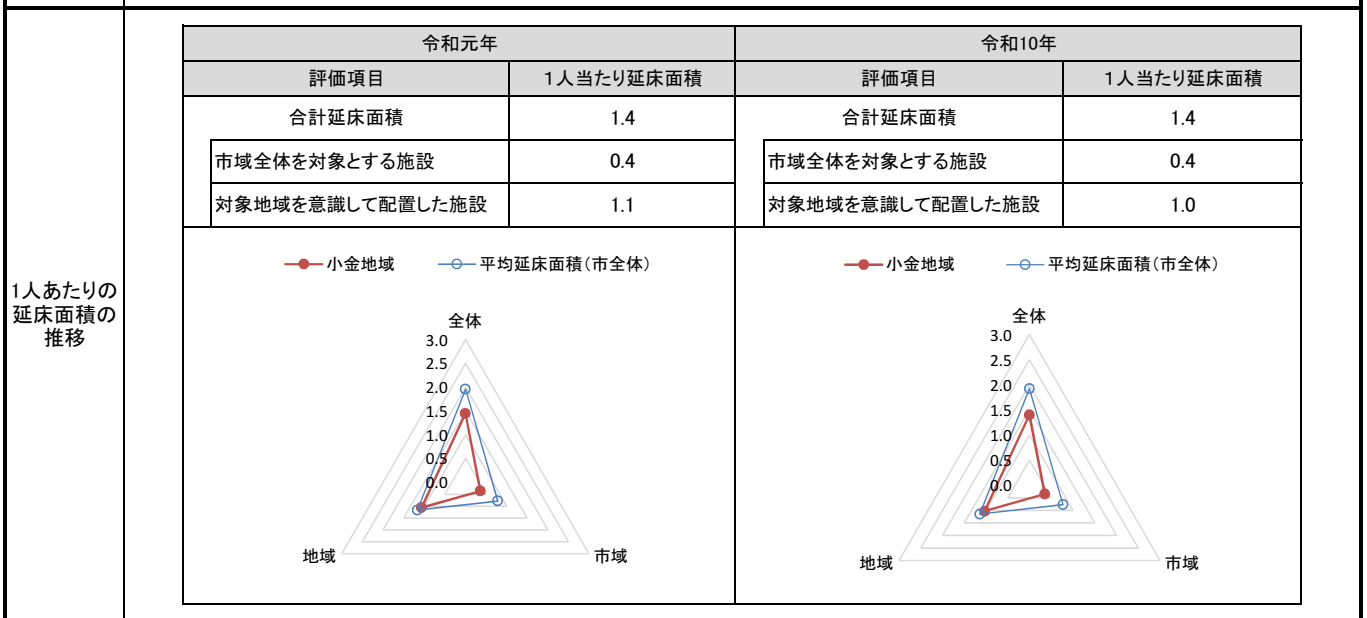 令和元年
令和10年
評価項目 1人当たり延床面積 評価項目 1人当たり延床面積
合計延床面積 1.4 合計延床面積 1.4
市域全体を対象とする施設 0.4 市域全体を対象とする施設 0.4
対象地域を意識して配置した施設 1.1 対象地域を意識して配置した施設 1.0
1人あたりの
延床面積の
推移
小金地域 平均延床面積(市全体)
全体
3.0
2.5
2.0
1.5
1.0
0.5
0.0
地域
市域
小金地域 平均延床面積(市全体)
全体
3.0
2.5
2.0
1.5
1.0
0.5
0.0
地域
市域